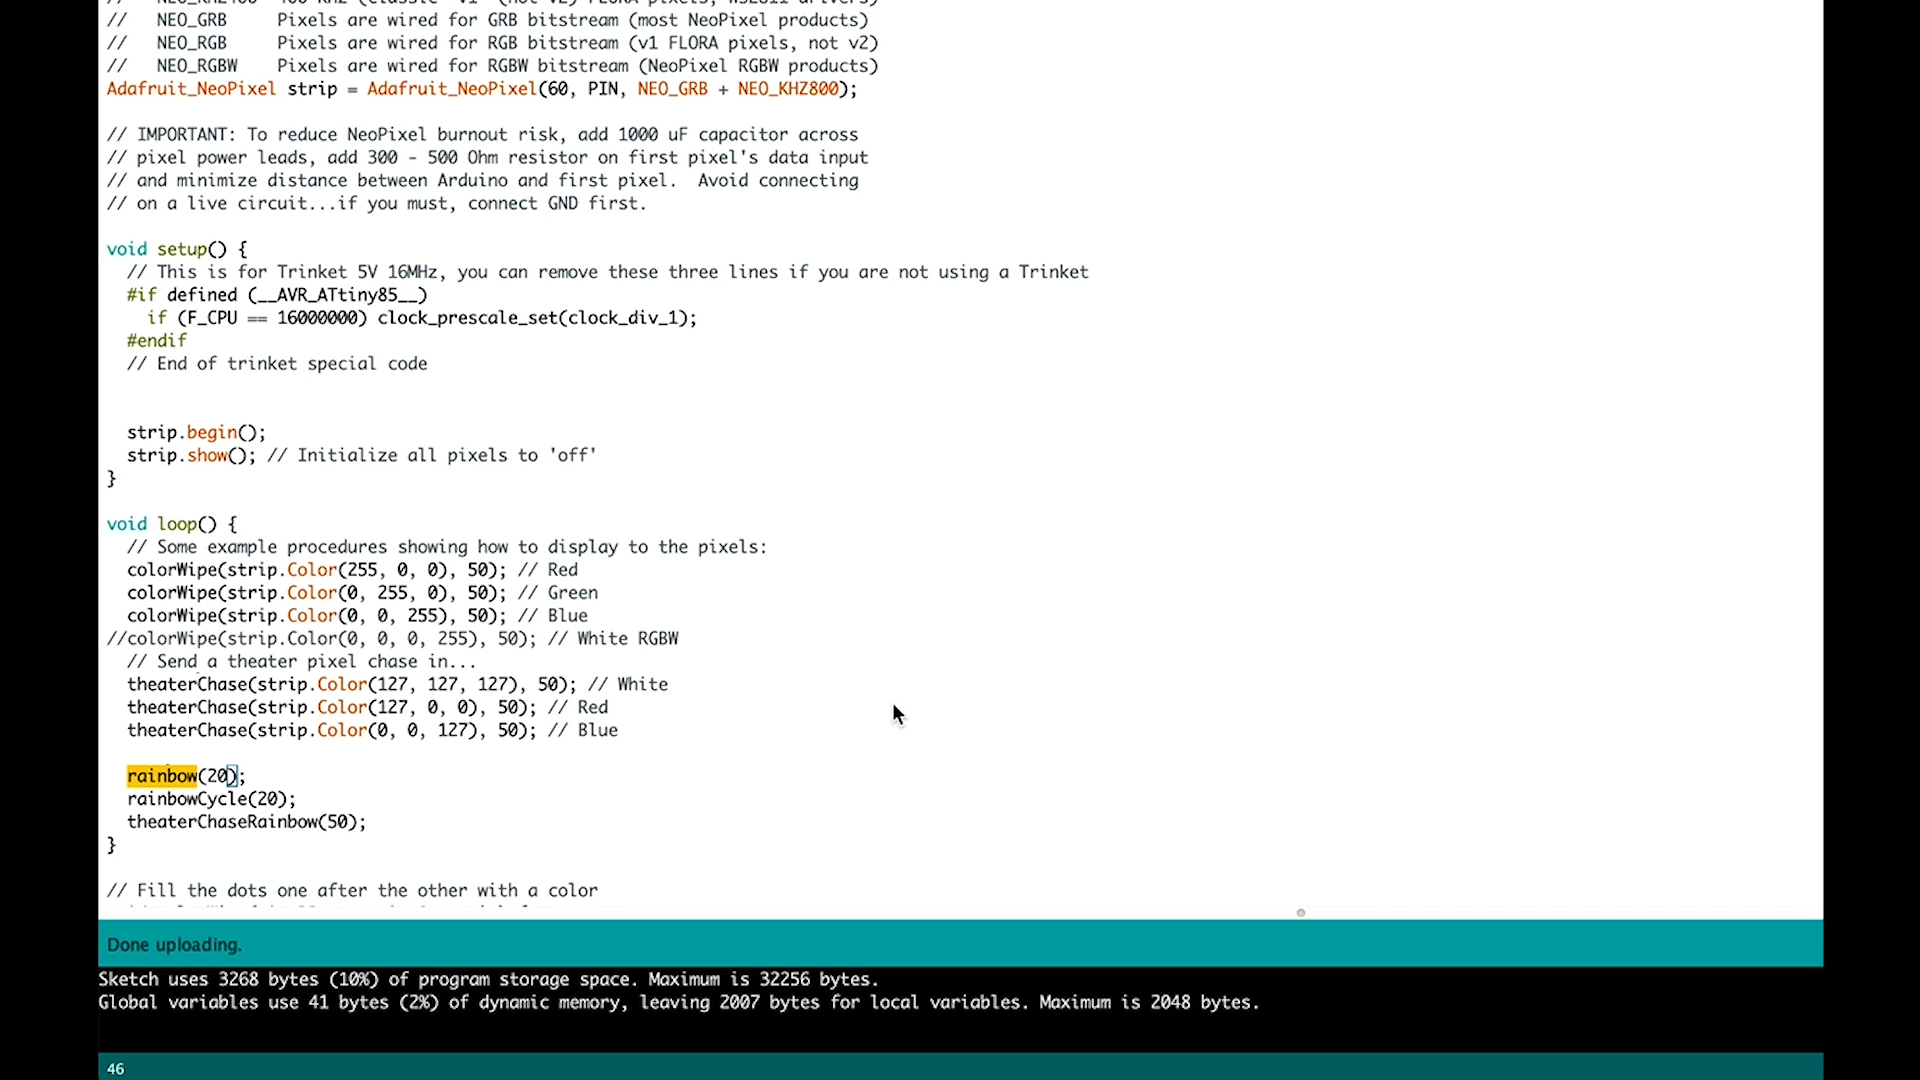 //   NEO_GRB     Pixels are wired for GRB bitstream (most NeoPixel products)
//   NEO_RGB     Pixels are wired for RGB bitstream (v1 FLORA pixels, not v2)
//   NEO_RGBW    Pixels are wired for RGBW bitstream (NeoPixel RGBW products)
Adafruit_NeoPixel strip = Adafruit_NeoPixel(60, PIN, NEO_GRB + NEO_KHZ800);
// IMPORTANT: To reduce NeoPixel burnout risk, add 1000 uF capacitor across
// pixel power leads, add 300 - 500 Ohm resistor on first pixel's data input
// and minimize distance between Arduino and first pixel.  Avoid connecting
// on a live circuit...if you must, connect GND first.
void setup() {
  // This is for Trinket 5V 16MHz, you can remove these three lines if you are not using a Trinket
  #if defined (__AVR_ATtiny85__)
    if (F_CPU == 16000000) clock_prescale_set(clock_div_1);
  #endif
  // End of trinket special code
  strip.begin();
  strip.show(); // Initialize all pixels to 'off'
}
void loop() {
  // Some example procedures showing how to display to the pixels:
  colorWipe(strip.Color(255, 0, 0), 50); // Red
  colorWipe(strip.Color(0, 255, 0), 50); // Green
  colorWipe(strip.Color(0, 0, 255), 50); // Blue
//colorWipe(strip.Color(0, 0, 0, 255), 50); // White RGBW
  // Send a theater pixel chase in...
  theaterChase(strip.Color(127, 127, 127), 50); // White
  theaterChase(strip.Color(127, 0, 0), 50); // Red
  theaterChase(strip.Color(0, 0, 127), 50); // Blue
  rainbow(20);
  rainbowCycle(20);
  theaterChaseRainbow(50);
}
// Fill the dots one after the other with a color
Done uploading.
Sketch uses 3268 bytes (10%) of program storage space. Maximum is 32256 bytes.
Global variables use 41 bytes (2%) of dynamic memory, leaving 2007 bytes for local variables. Maximum is 2048 bytes.
46